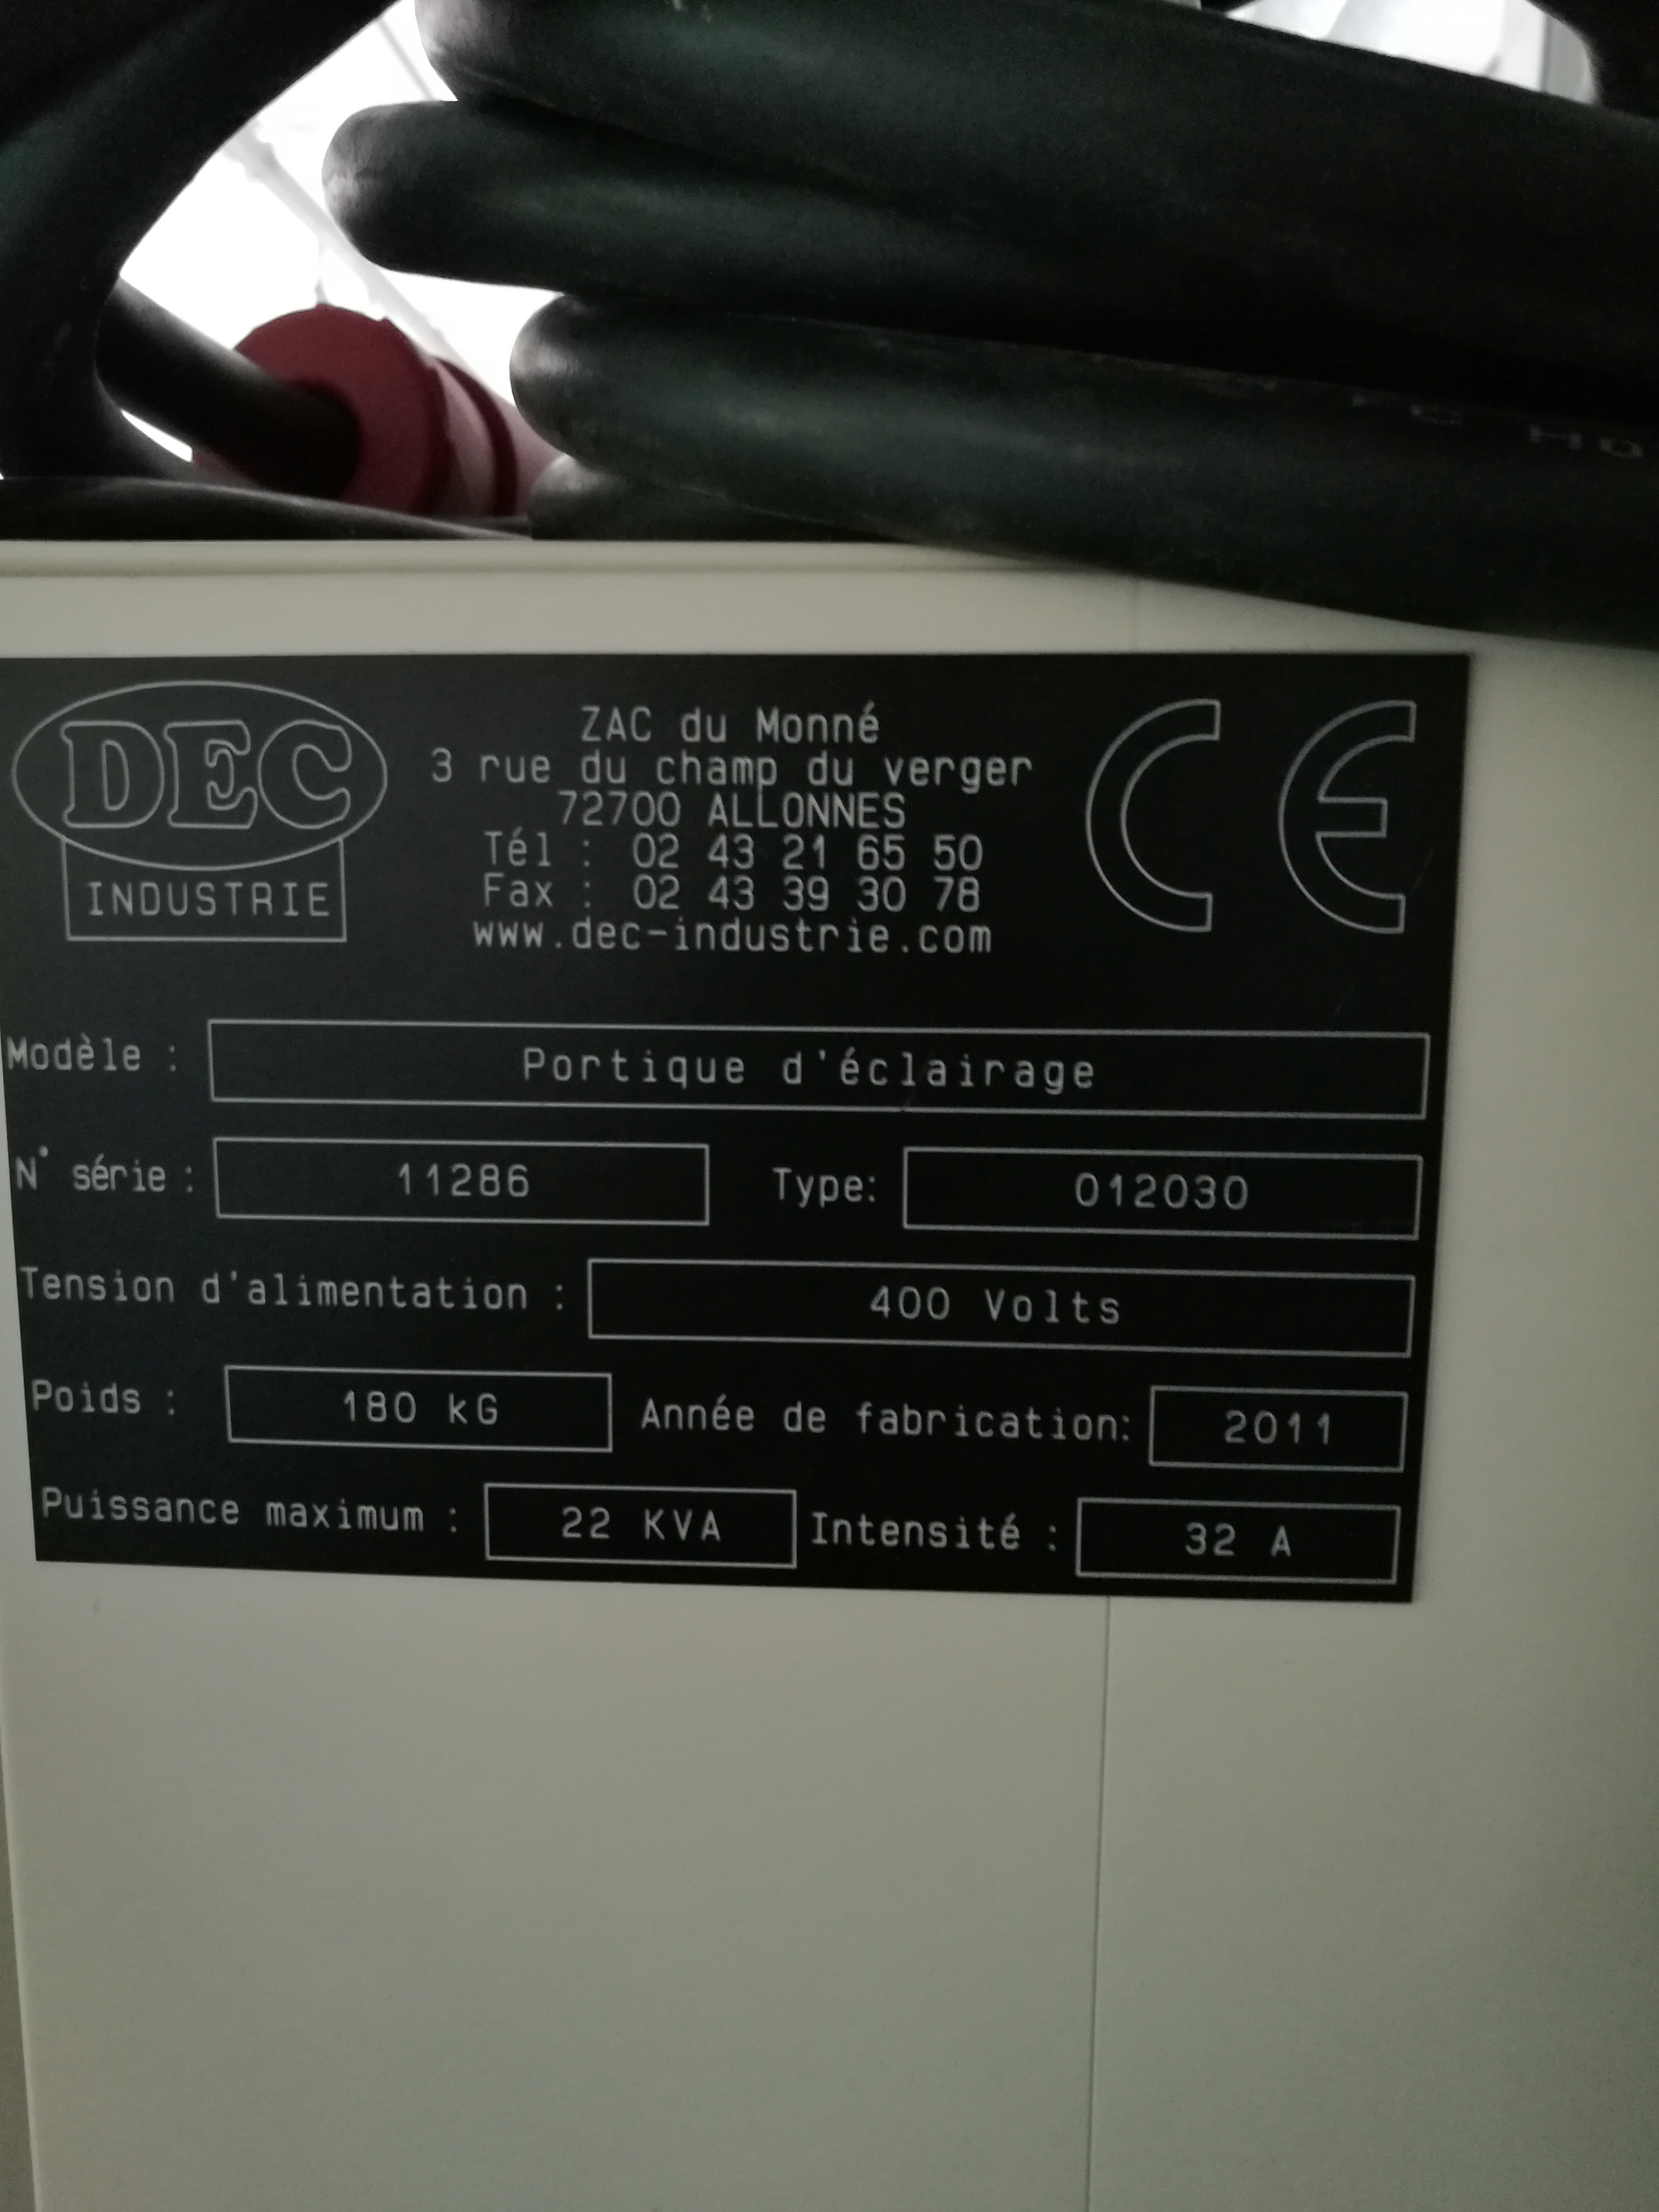 DEC
INDUSTRIE
ZAC du Monné
3 rue du champ du verger
72700 ALLONNES
Tél : 02 43 21 65 50
Fax : 02 43 39 30 78
www.dec-industrie.com
CE
Modèle : Portique d'éclairage
N° série : 11286 Type: 012030
Tension d'alimentation : 400 Volts
Poids : 180 kG Année de fabrication: 2011
Puissance maximum : 22 KVA Intensité : 32 A